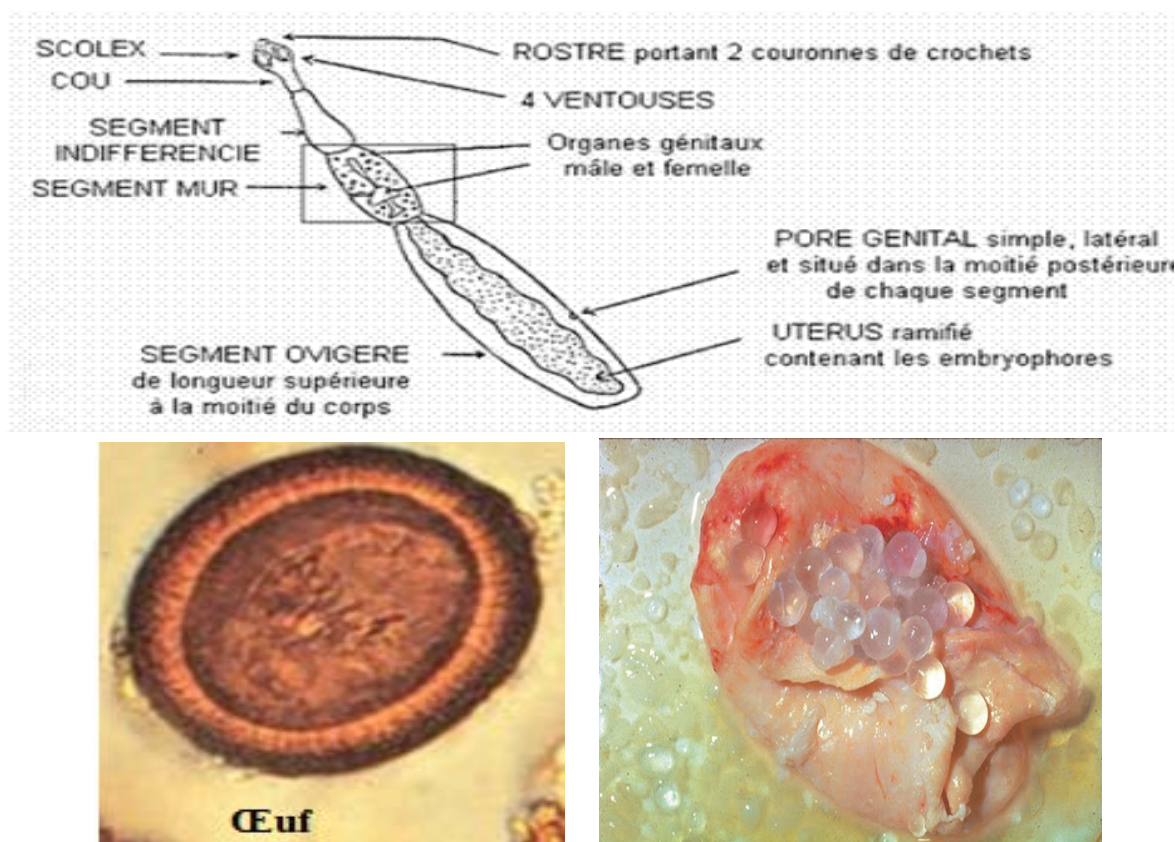 SCOLEX
COU
SEGMENT
INDIFFERENCIE
SEGMENT MUR
ROSTRE portant 2 couronnes de crochets
4 VENTOUSES
Organes génitaux
mâle et femelle
PORE GENITAL simple, latéral
et situé dans la moitié postérieure
de chaque segment
UTERUS ramifié
contenant les embryophores
SEGMENT OVIGERE
de longueur supérieure
à la moitié du corps
Œuf